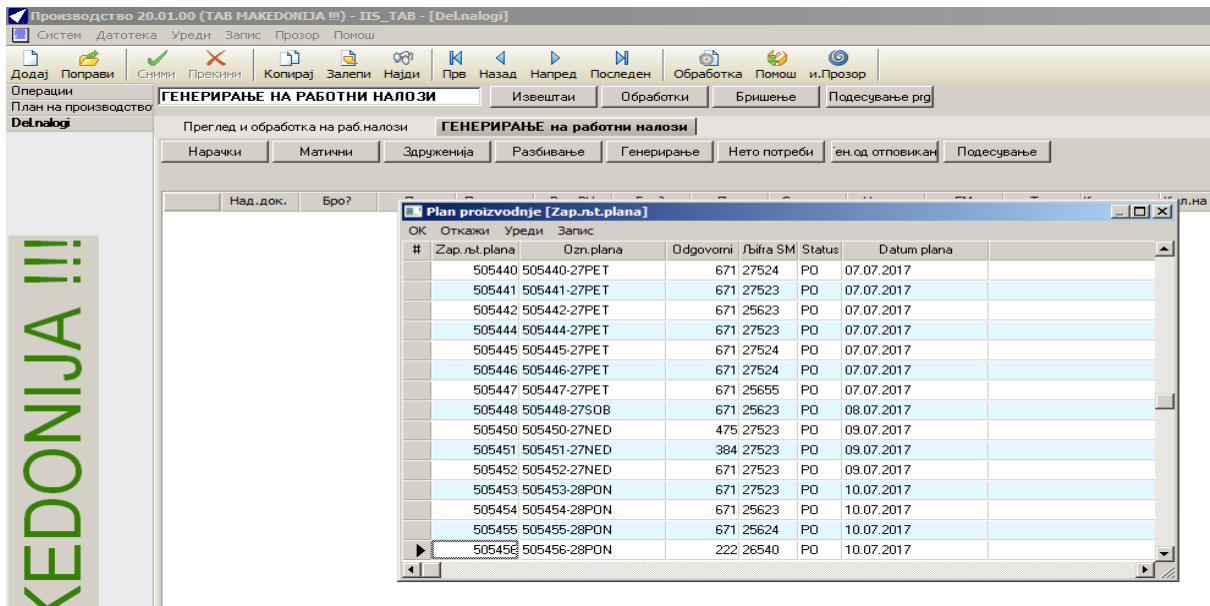 Производство 20.01.00 (TAB MAKEDONIJA !!!) - IIS_TAB - [Del.nalogi]
Систем Датотека Уреди Запис Прозор Помош
Додај Поправи Сними Прекини Копирај Залепи Најди Прв Назад Напред Последен Обработка Помош и.Прозор
Операции
План на производство
Del.nalogi
ГЕНЕРИРАЊЕ НА РАБОТНИ НАЛОЗИ Извештаи Обработки Бришење Подесување prg
Преглед и обработка на раб.налози ГЕНЕРИРАЊЕ на работни налози
Нарачки Матични Здруженија Разбивање Генерирање Нето потреби ен.од отповикан Подесување
Над.док. Бро?
Plan proizvodnje [Zap.љt.plana]
ОК Откажи Уреди Запис
# Zap.љt.plana Ozn.plana Odgovorni Љifra SM Status Datum plana
505440 505440-27PET 671 27524 PO 07.07.2017
505441 505441-27PET 671 27523 PO 07.07.2017
505442 505442-27PET 671 25623 PO 07.07.2017
505444 505444-27PET 671 27523 PO 07.07.2017
505445 505445-27PET 671 27524 PO 07.07.2017
505446 505446-27PET 671 27524 PO 07.07.2017
505447 505447-27PET 671 25655 PO 07.07.2017
505448 505448-27SOB 671 25623 PO 08.07.2017
505450 505450-27NED 475 27523 PO 09.07.2017
505451 505451-27NED 384 27523 PO 09.07.2017
505452 505452-27NED 671 27523 PO 09.07.2017
505453 505453-28PON 671 27523 PO 10.07.2017
505454 505454-28PON 671 25623 PO 10.07.2017
505455 505455-28PON 671 25624 PO 10.07.2017
505456 505456-28PON 222 26540 PO 10.07.2017
KEDONIJA !!!